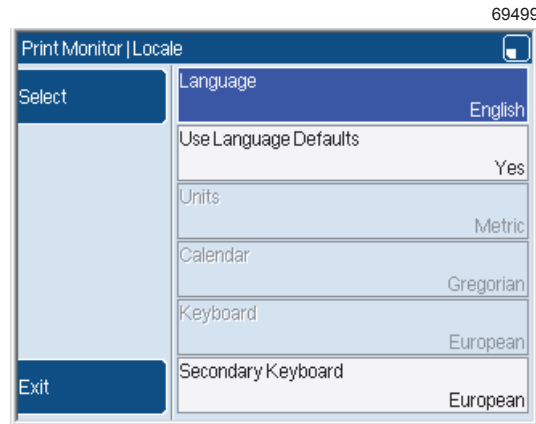 69499
Print Monitor | Locale
Select
Language
English
Use Language Defaults
Yes
Units
Metric
Calendar
Gregorian
Keyboard
European
Secondary Keyboard
European
Exit